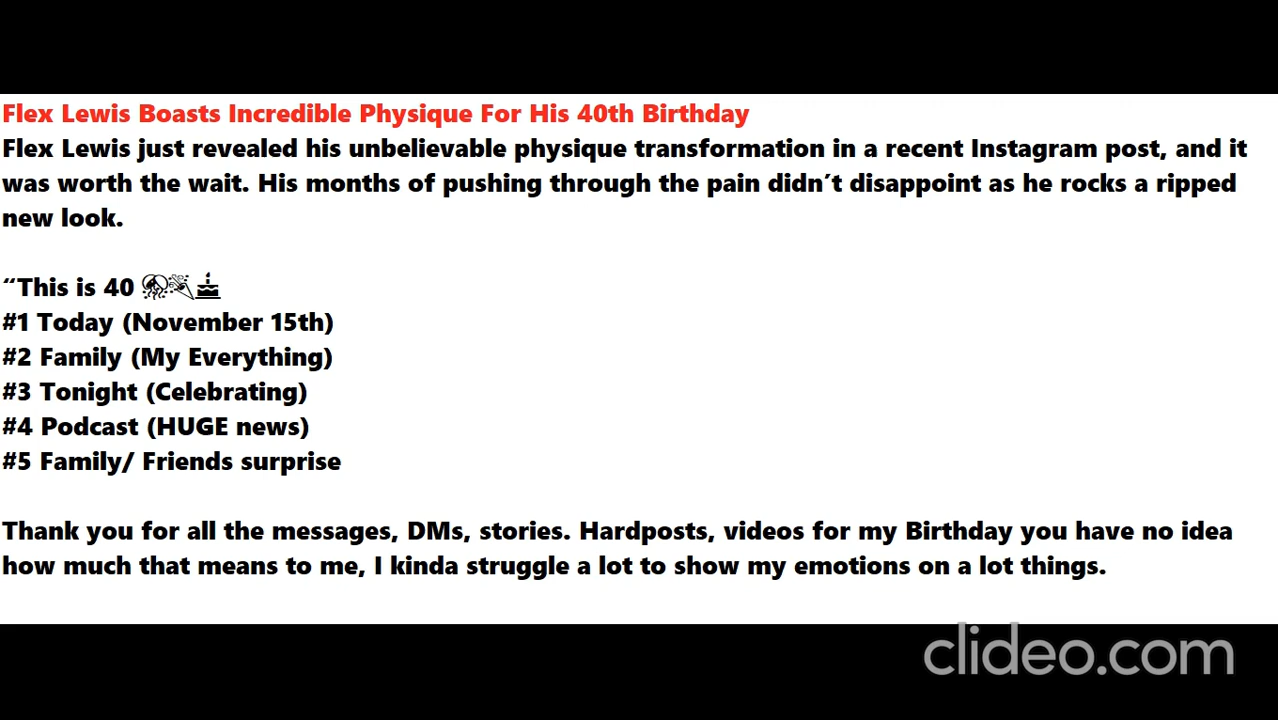 Flex Lewis Boasts Incredible Physique For His 40th Birthday
Flex Lewis just revealed his unbelievable physique transformation in a recent Instagram post, and it
was worth the wait. His months of pushing through the pain didn´t disappoint as he rocks a ripped
new look.
“This is 40 🎊🎉🎂
#1 Today (November 15th)
#2 Family (My Everything)
#3 Tonight (Celebrating)
#4 Podcast (HUGE news)
#5 Family/ Friends surprise
Thank you for all the messages, DMs, stories. Hardposts, videos for my Birthday you have no idea
how much that means to me, I kinda struggle a lot to show my emotions on a lot things.
clideo.com